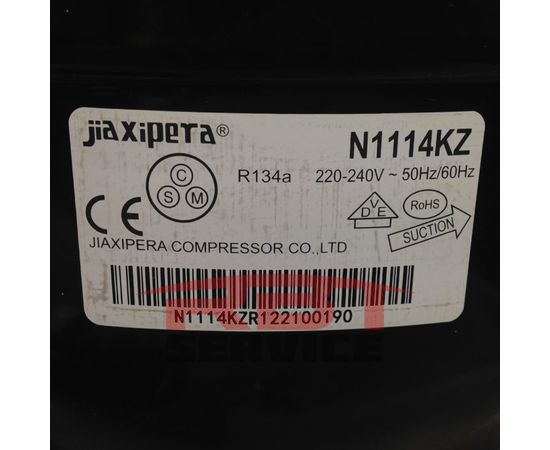 jiaxipera® N1114KZ
C
S M
R134a 220-240V ~ 50Hz/60Hz
CE
VDE
RoHS
SUCTION
JIAXIPERA COMPRESSOR CO.,LTD
N1114KZR122100190
SERVICE